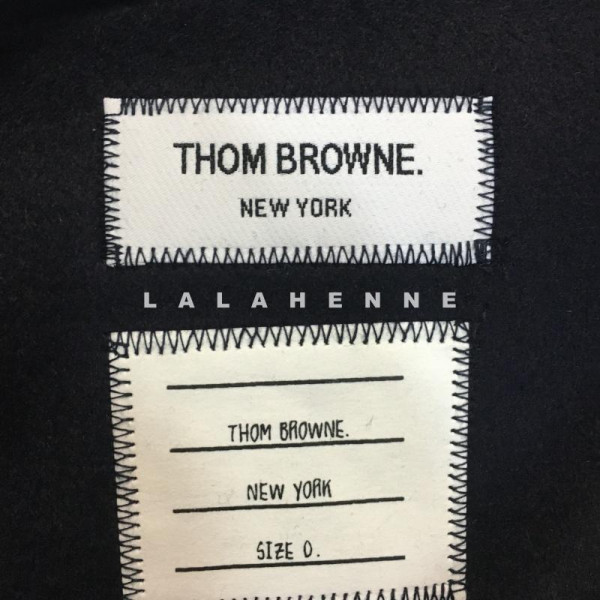 THOM BROWNE.
NEW YORK
LALAHENNE
THOM BROWNE.
NEW YORK
SIZE 0.